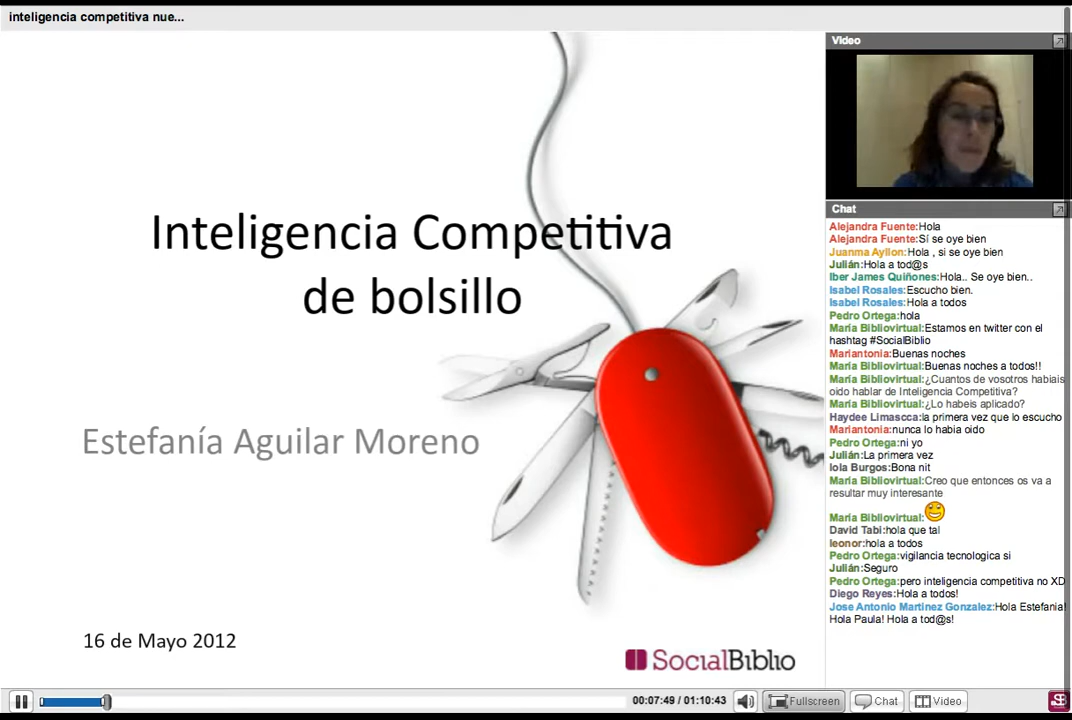 inteligencia competitiva nue...
Inteligencia Competitiva
de bolsillo
Estefanía Aguilar Moreno
16 de Mayo 2012
SocialBiblio
Video
Chat
Alejandra Fuente:Hola
Alejandra Fuente:Sí se oye bien
Juanma Ayllon:Hola , si se oye bien
Julián:Hola a tod@s
Iber James Quiñones:Hola.. Se oye bien..
Isabel Rosales:Escucho bien.
Isabel Rosales:Hola a todos
Pedro Ortega:hola
María Bibliovirtual:Estamos en twitter con el
hashtag #SocialBiblio
Mariantonia:Buenas noches
María Bibliovirtual:Buenas noches a todos!!
María Bibliovirtual:¿Cuantos de vosotros habiais
oido hablar de Inteligencia Competitiva?
María Bibliovirtual:¿Lo habeis aplicado?
Haydee Limascca:la primera vez que lo escucho
Mariantonia:nunca lo habia oido
Pedro Ortega:ni yo
Julián:La primera vez
lola Burgos:Bona nit
María Bibliovirtual:Creo que entonces os va a
resultar muy interesante
María Bibliovirtual:
David Tabi:hola que tal
leonor:hola a todos
Pedro Ortega:vigilancia tecnologica si
Julián:Seguro
Pedro Ortega:pero inteligencia competitiva no XD
Diego Reyes:Hola a todos!
Jose Antonio Martinez Gonzalez:Hola Estefania!
Hola Paula! Hola a tod@s!
00:07:49 / 01:10:43
Fullscreen
Chat
Video
SB